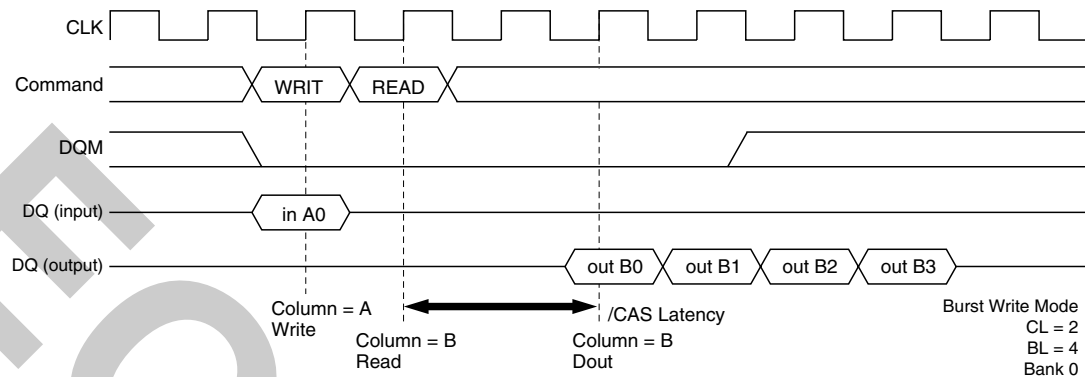 CLK
Command
WRIT
READ
DQM
DQ (input)
in A0
DQ (output)
out B0
out B1
out B2
out B3
Column = A
Write
Column = B
Read
/CAS Latency
Column = B
Dout
Burst Write Mode
CL = 2
BL = 4
Bank 0